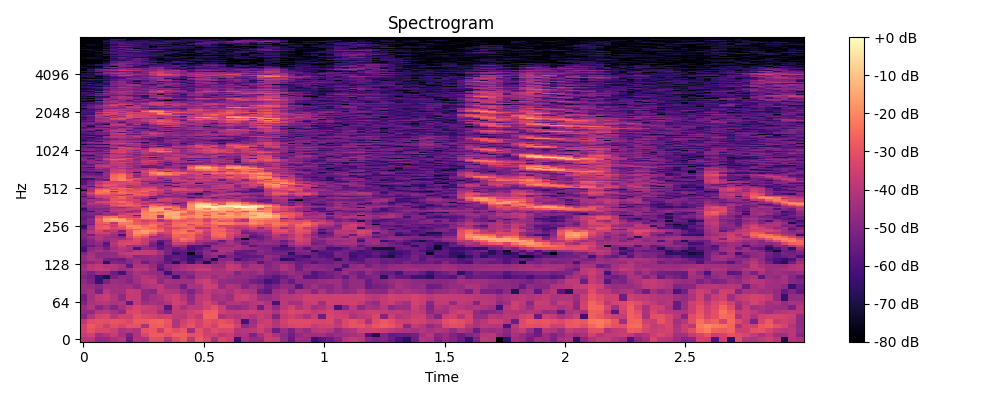 Spectrogram
+0 dB
4096
-10 dB
2048
-20 dB
1024
-30 dB
Hz
512
-40 dB
256
-50 dB
128
-60 dB
64
-70 dB
0
-80 dB
0 0.5 1 1.5 2 2.5
Time